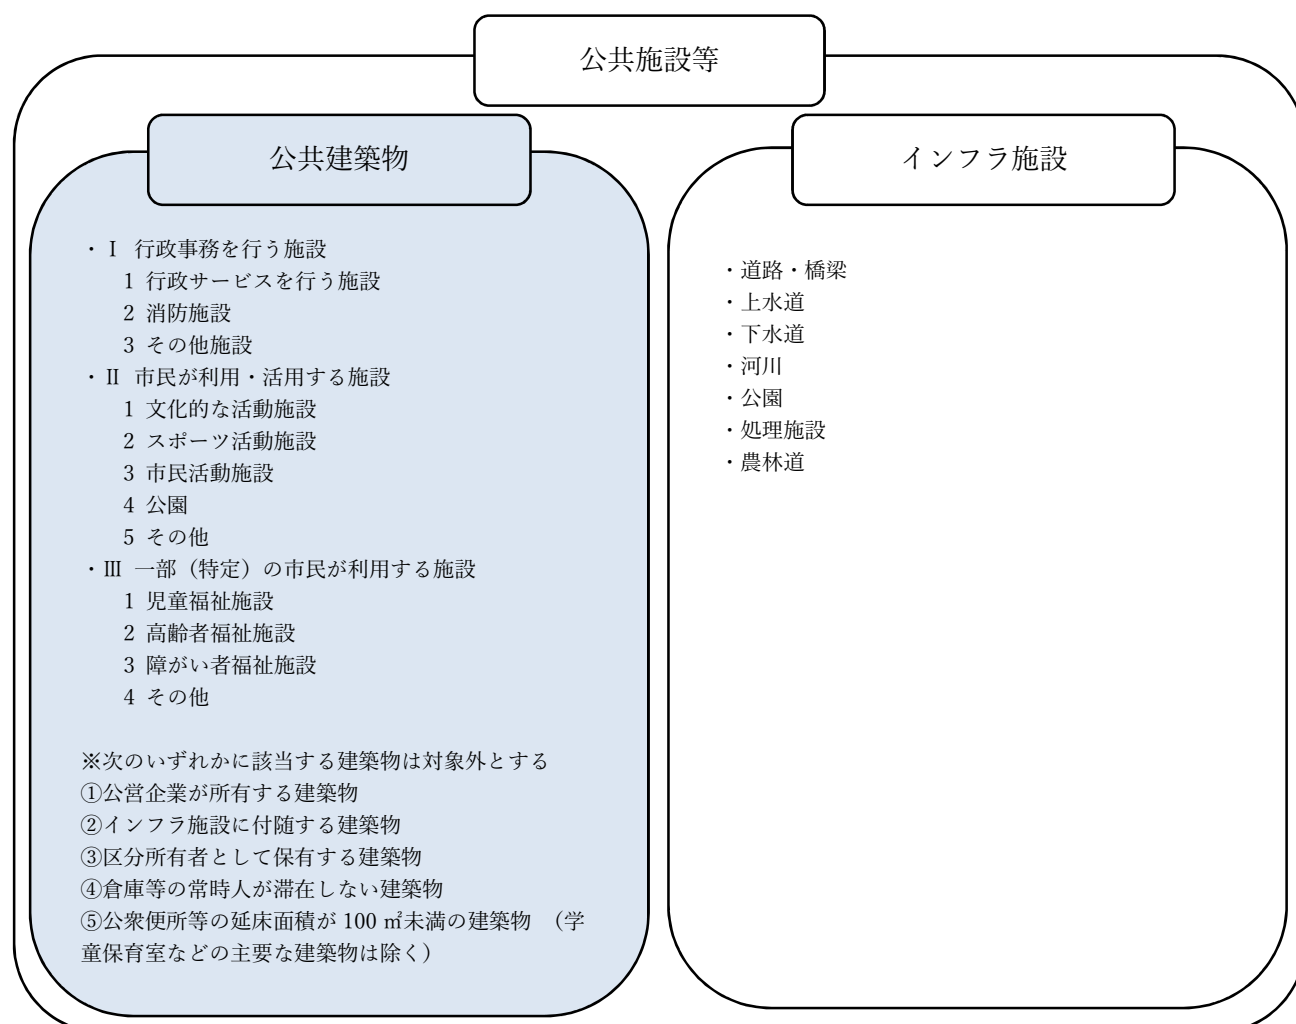 公共施設等
公共建築物
・Ⅰ 行政事務を行う施設
1 行政サービスを行う施設
2 消防施設
3 その他施設
・Ⅱ 市民が利用・活用する施設
1 文化的な活動施設
2 スポーツ活動施設
3 市民活動施設
4 公園
5 その他
・Ⅲ 一部（特定）の市民が利用する施設
1 児童福祉施設
2 高齢者福祉施設
3 障がい者福祉施設
4 その他
※次のいずれかに該当する建築物は対象外とする
①公営企業が所有する建築物
②インフラ施設に付随する建築物
③区分所有者として保有する建築物
④倉庫等の常時人が滞在しない建築物
⑤公衆便所等の延床面積が 100 ㎡未満の建築物　（学
童保育室などの主要な建築物は除く）
インフラ施設
・道路・橋梁
・上水道
・下水道
・河川
・公園
・処理施設
・農林道